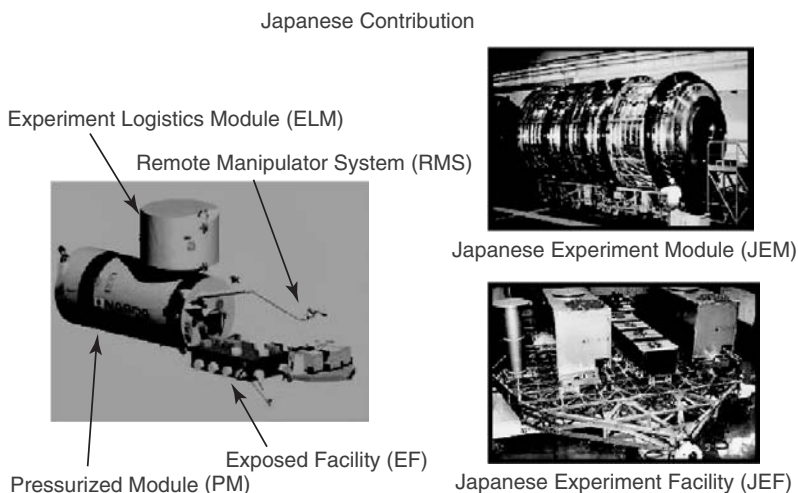 Japanese Contribution
Experiment Logistics Module (ELM)
Remote Manipulator System (RMS)
Japanese Experiment Module (JEM)
Exposed Facility (EF)
Pressurized Module (PM)
Japanese Experiment Facility (JEF)